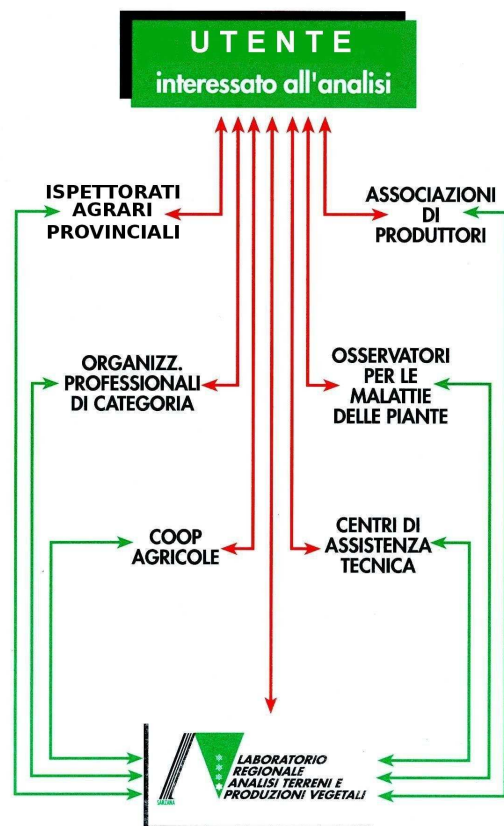 UTENTE
interessato all'analisi
ISPETTORATI
AGRARI
PROVINCIALI
ASSOCIAZIONI
DI
PRODUTTORI
ORGANIZZ.
PROFESSIONALI
DI CATEGORIA
OSSERVATORI
PER LE
MALATTIE
DELLE PIANTE
COOP
AGRICOLE
CENTRI DI
ASSISTENZA
TECNICA
SARZANA
LABORATORIO
REGIONALE
ANALISI TERRENI E
PRODUZIONI VEGETALI